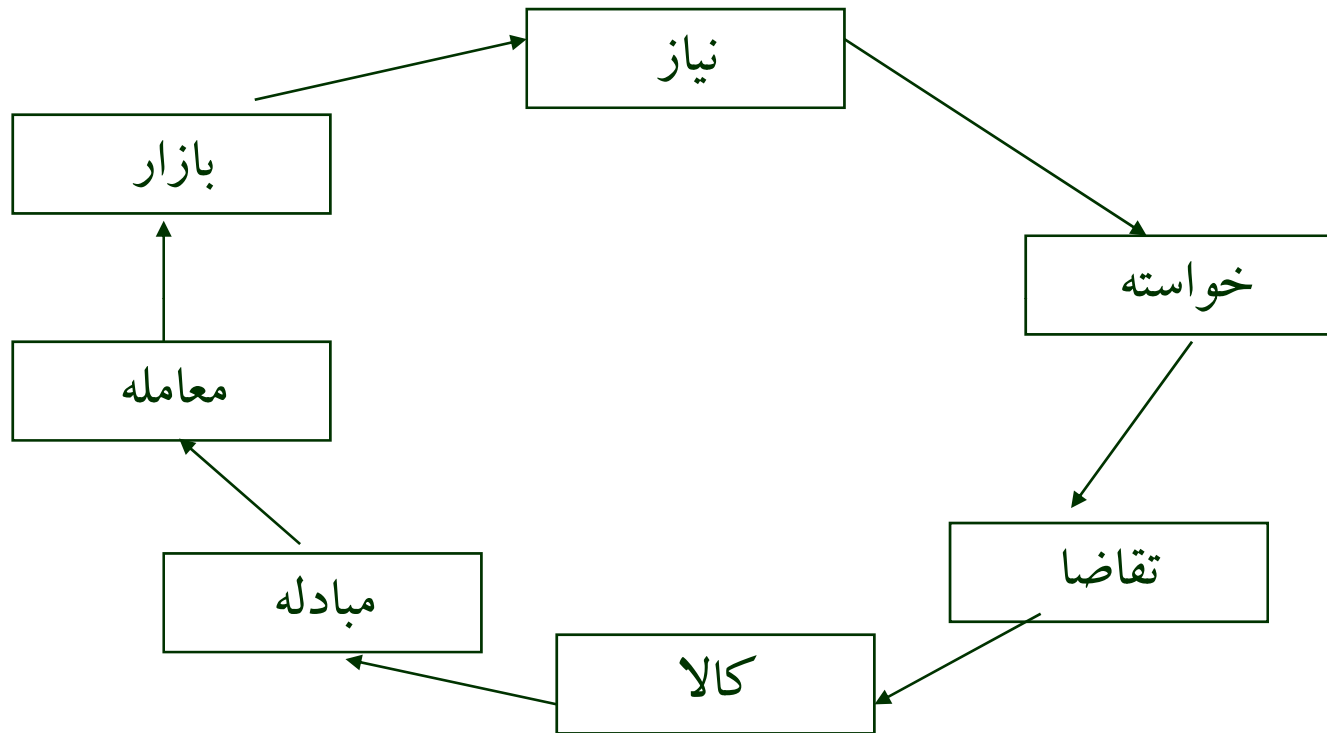 نیاز
خواسته
تقاضا
کالا
مبادله
معامله
بازار